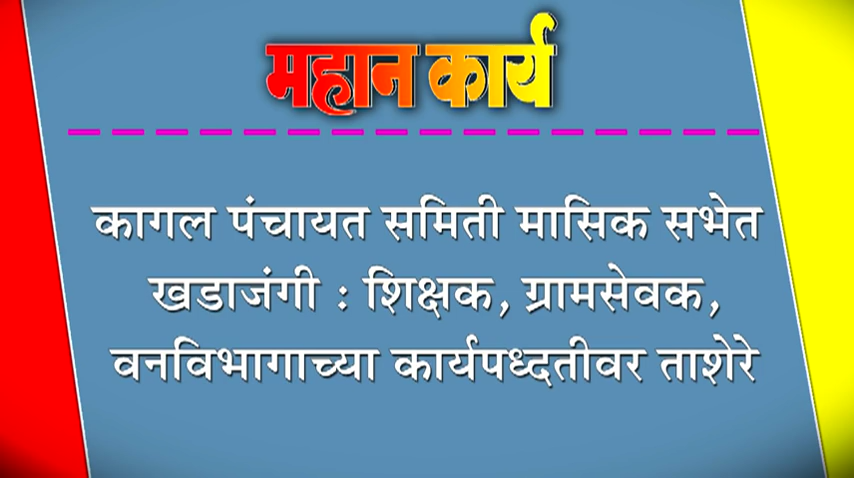 महान कार्य
कागल पंचायत समिती मासिक सभेत
खडाजंगी : शिक्षक, ग्रामसेवक,
वनविभागाच्या कार्यपध्दतीवर ताशेरे